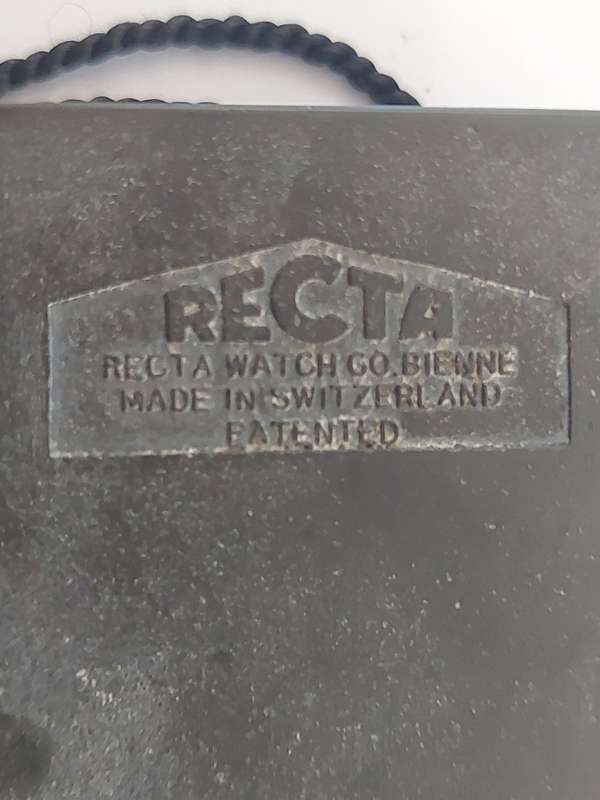 RECTA
RECTA WATCH CO. BIENNE
MADE IN SWITZERLAND
PATENTED